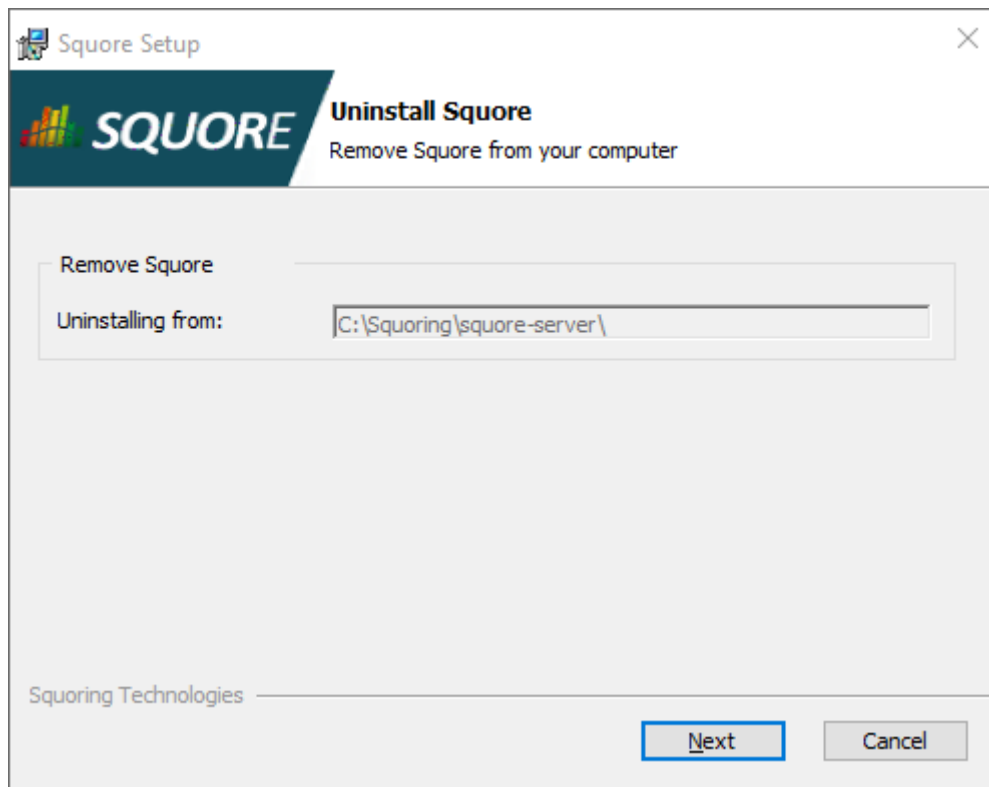 Squore Setup
SQUORE
Uninstall Squore
Remove Squore from your computer
Remove Squore
Uninstalling from:
C:\Squoring\squore-server\
Squoring Technologies
Next
Cancel